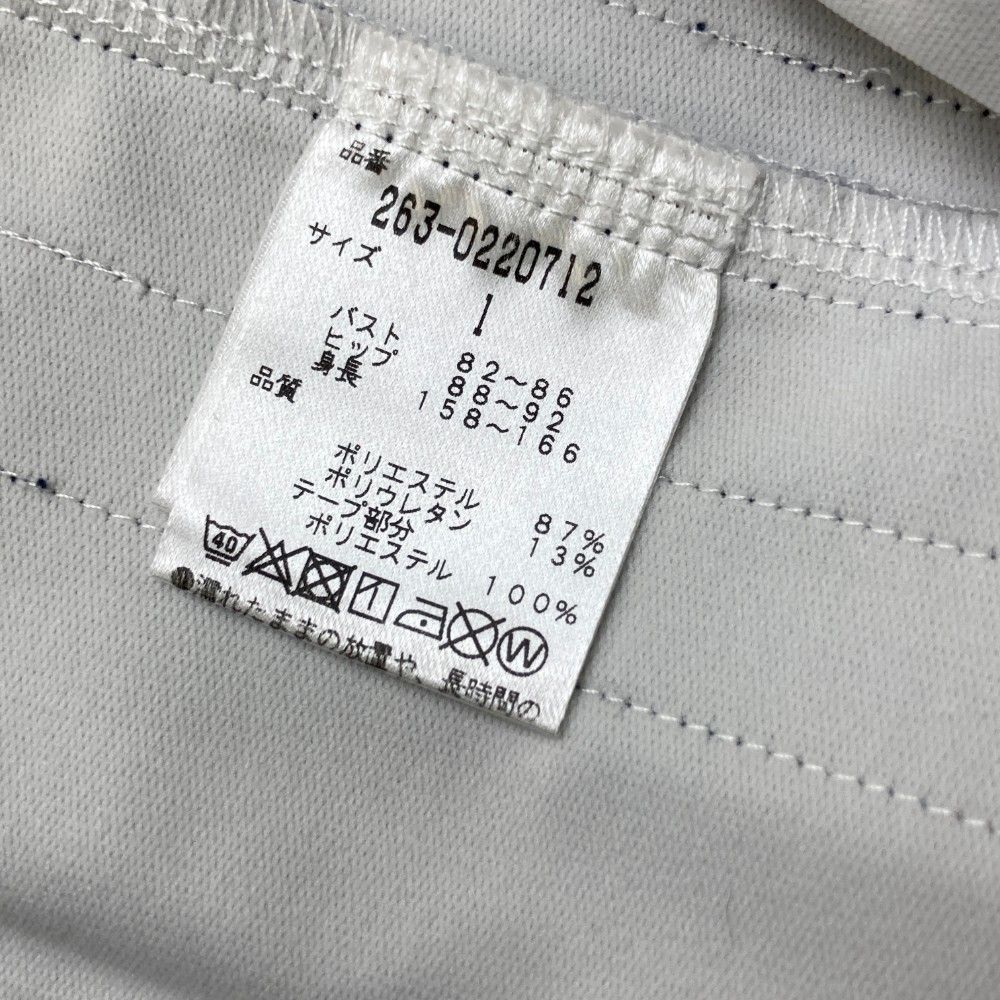 品番
263-0220712
サイズ
1
バスト 82～86
ヒップ 88～92
身長 158～166
品質
ポリエステル 87%
ポリウレタン 13%
テープ部分
ポリエステル 100%
40
W
●濡れたままの放置や、長時間の